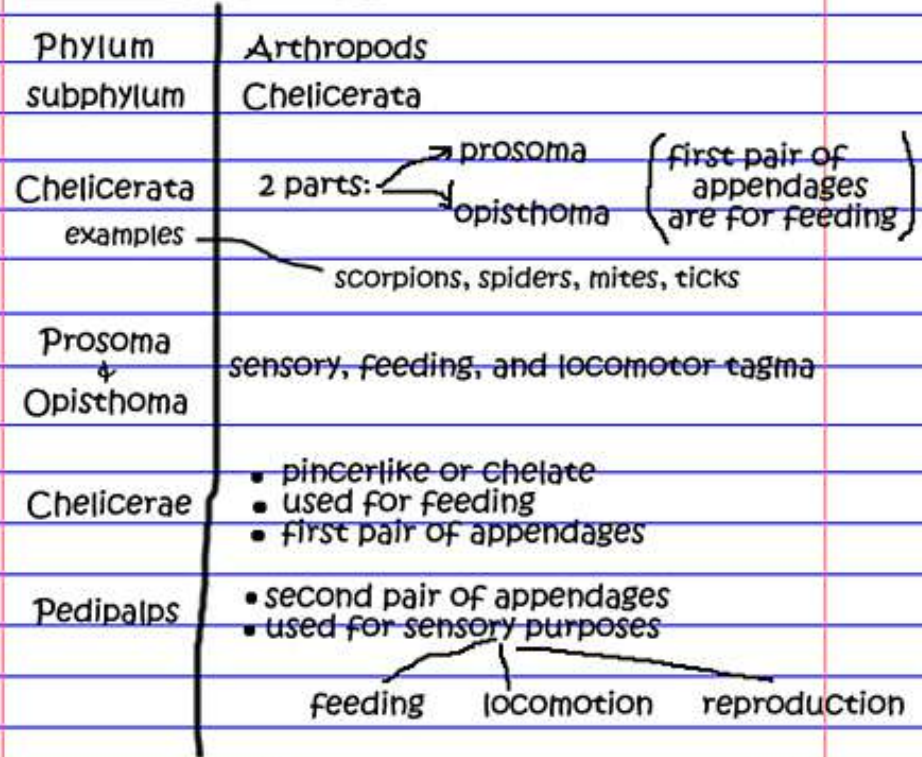 Phylum Arthropods
subphylum Chelicerata
Chelicerata 2 parts: prosoma (first pair of
opisthoma appendages
are for feeding)
examples
scorpions, spiders, mites, ticks
Prosoma
&
Opisthoma
sensory, feeding, and locomotor tagma
Chelicerae
• pincerlike or chelate
• used for feeding
• first pair of appendages
Pedipalps
• second pair of appendages
• used for sensory purposes
feeding locomotion reproduction